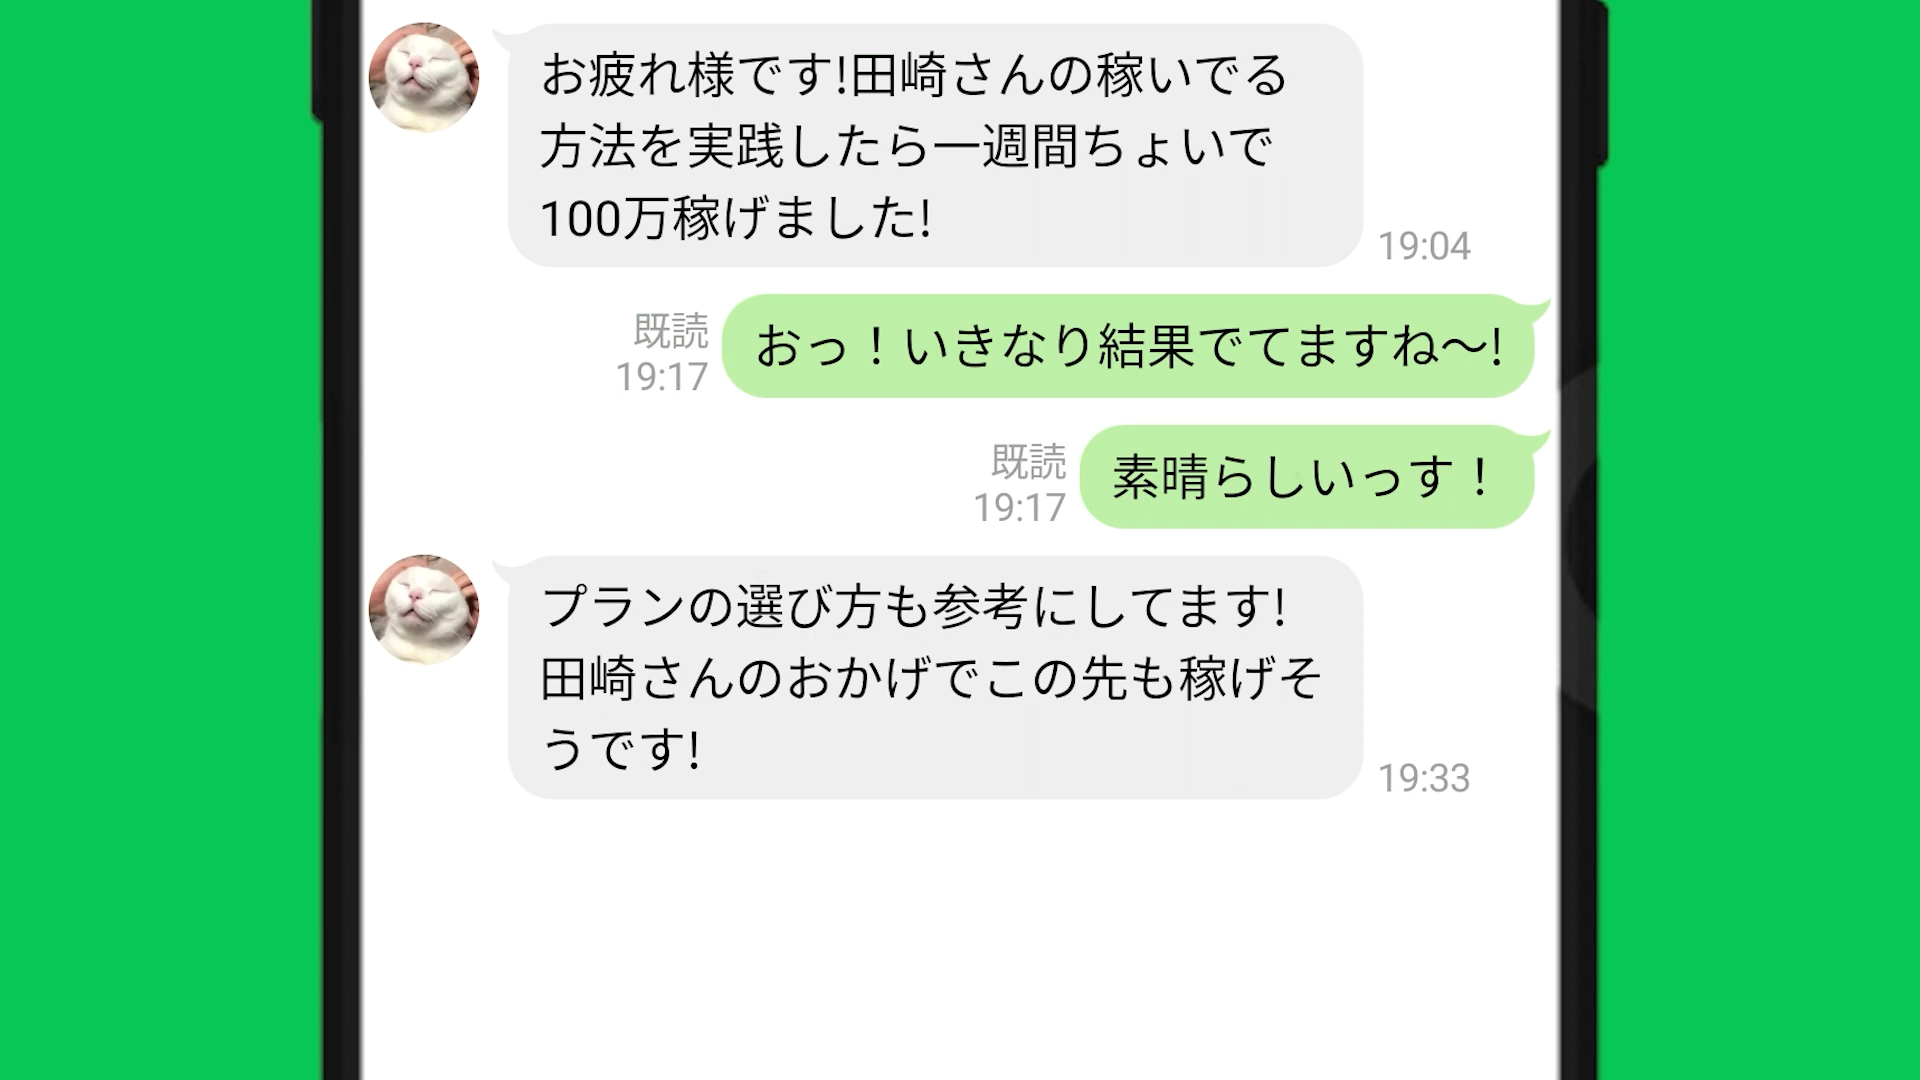 お疲れ様です!田崎さんの稼いでる
方法を実践したら一週間ちょいで
100万稼げました!
19:04
既読
19:17
おっ！いきなり結果でてますね〜!
既読
19:17
素晴らしいっす！
プランの選び方も参考にしてます!
田崎さんのおかげでこの先も稼げそ
うです!
19:33